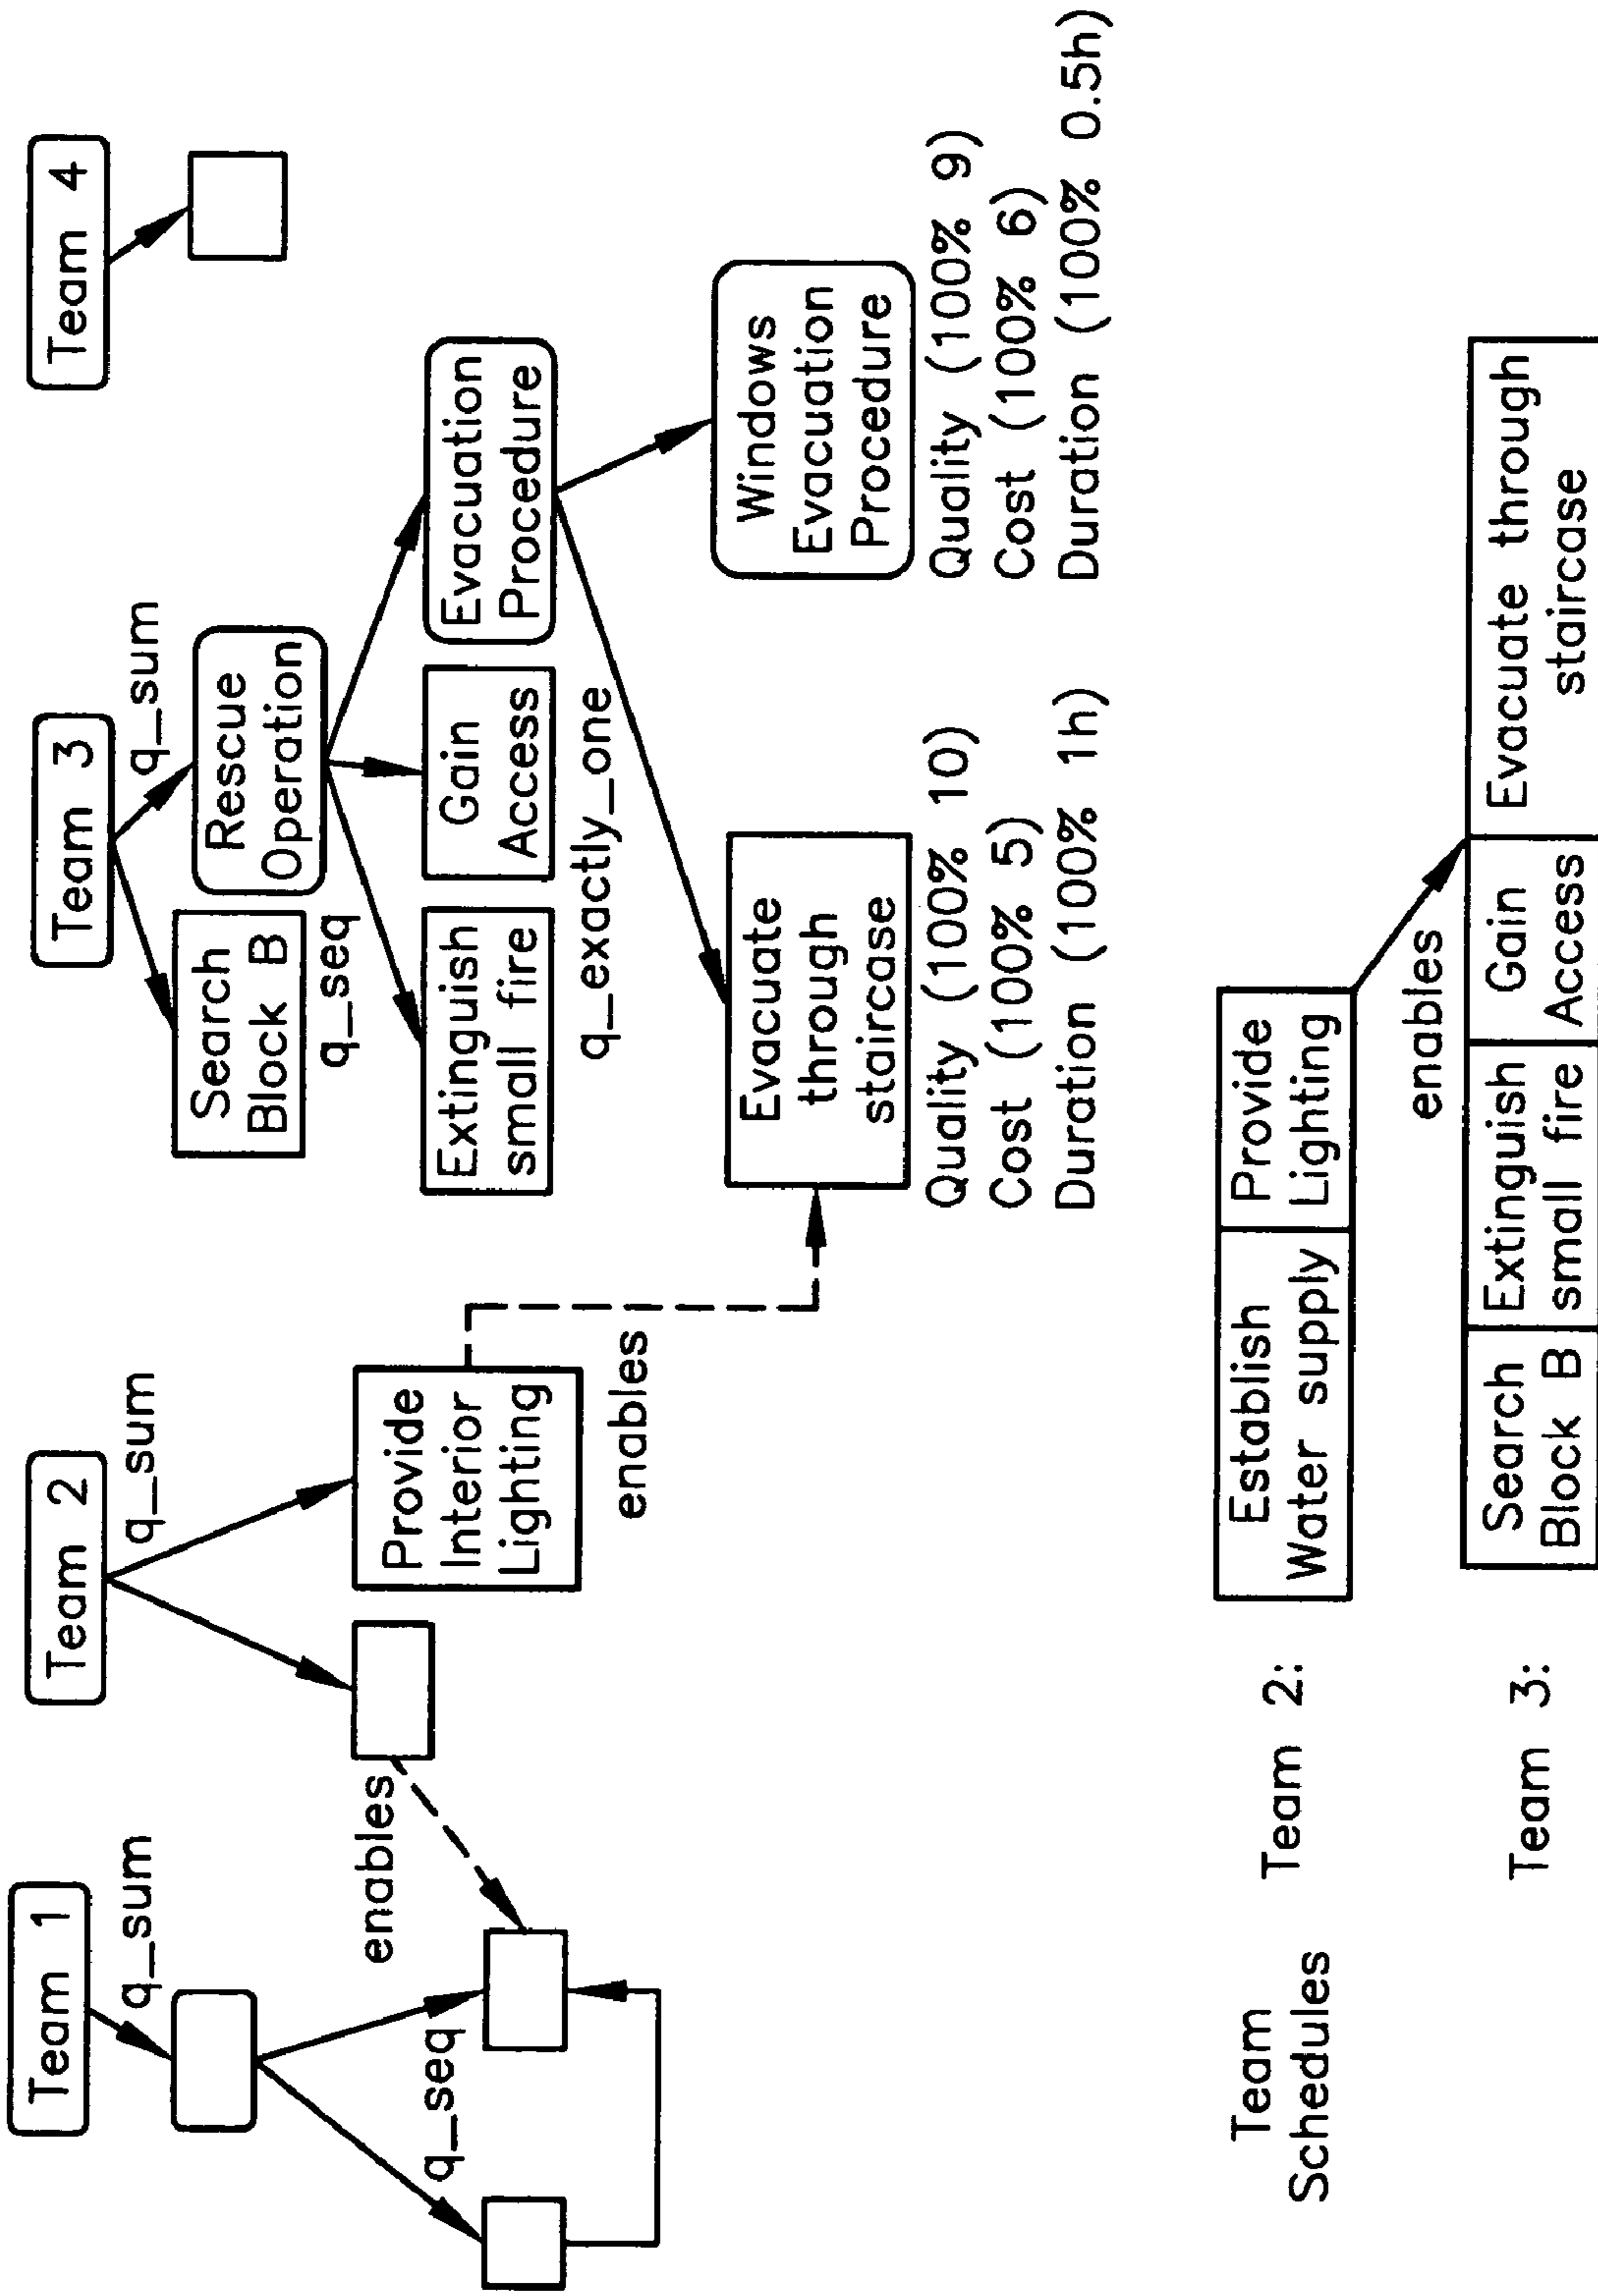 Team 1
q_sum
q_seq
enables
Team 2
q_sum
Provide
Interior
Lighting
enables
Team 3
q_sum
Search
Block B
Rescue
Operation
q_seq
Extinguish
small fire
Gain
Access
Evacuation
Procedure
q_exactly_one
Evacuate
through
staircase
Quality (100% 10)
Cost (100% 5)
Duration (100% 1h)
Windows
Evacuation
Procedure
Quality (100% 9)
Cost (100% 6)
Duration (100% 0.5h)
Team 4
Team
Schedules
Team 2:
Establish
Water supply
Provide
Lighting
enables
Team 3:
Search
Block B
Extinguish
small fire
Gain
Access
Evacuate through
staircase